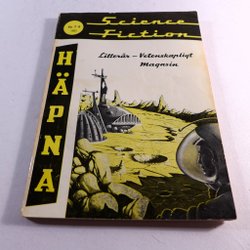 Science
Fiction
HÄPNA
Litterär – Vetenskapligt
Magasin